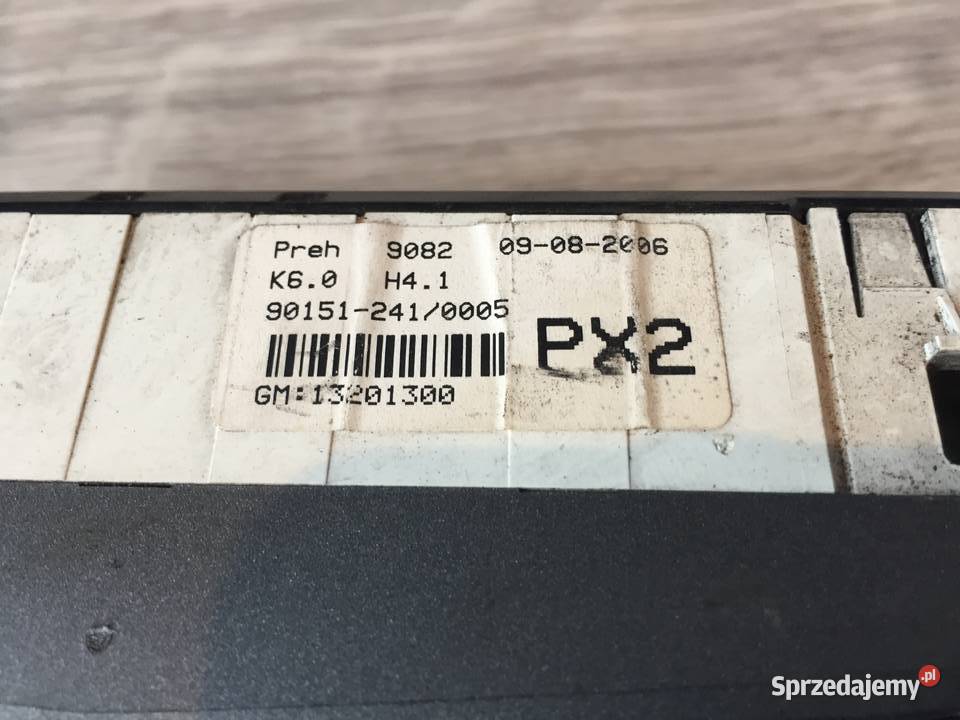 Preh 9082 09-08-2006
K6.0 H4.1
90151-241/0005
PX2
GM:13201300
Sprzedajemy.pl